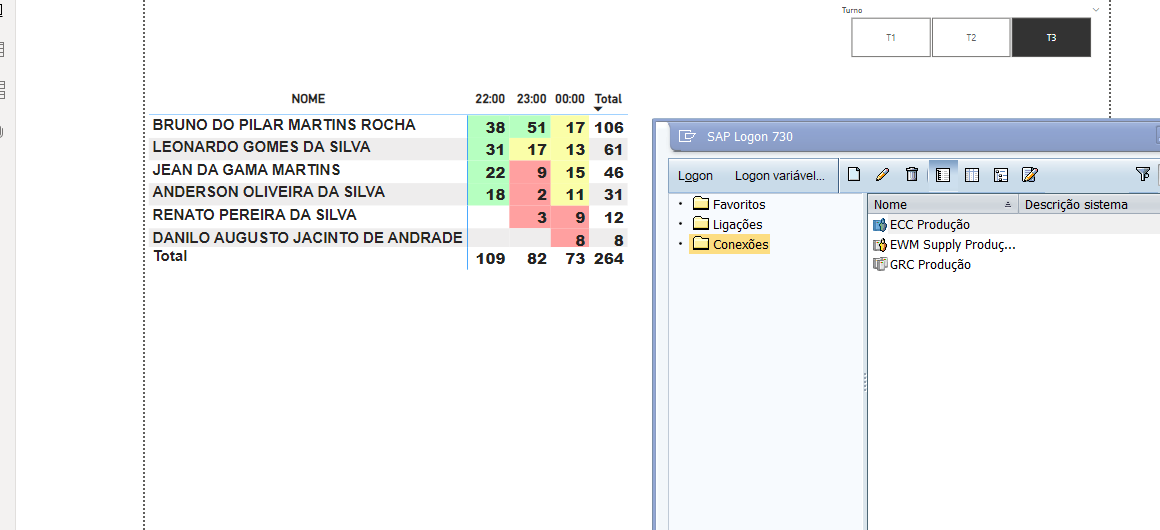 Turno
T1 T2 T3
NOME 22:00 23:00 00:00 Total
BRUNO DO PILAR MARTINS ROCHA 38 51 17 106
LEONARDO GOMES DA SILVA 31 17 13 61
JEAN DA GAMA MARTINS 22 9 15 46
ANDERSON OLIVEIRA DA SILVA 18 2 11 31
RENATO PEREIRA DA SILVA 3 9 12
DANILO AUGUSTO JACINTO DE ANDRADE 8 8
Total 109 82 73 264
SAP Logon 730
Logon Logon variável...
Favoritos
Ligações
Conexões
Nome Descrição sistema
ECC Produção
EWM Supply Produç...
GRC Produção